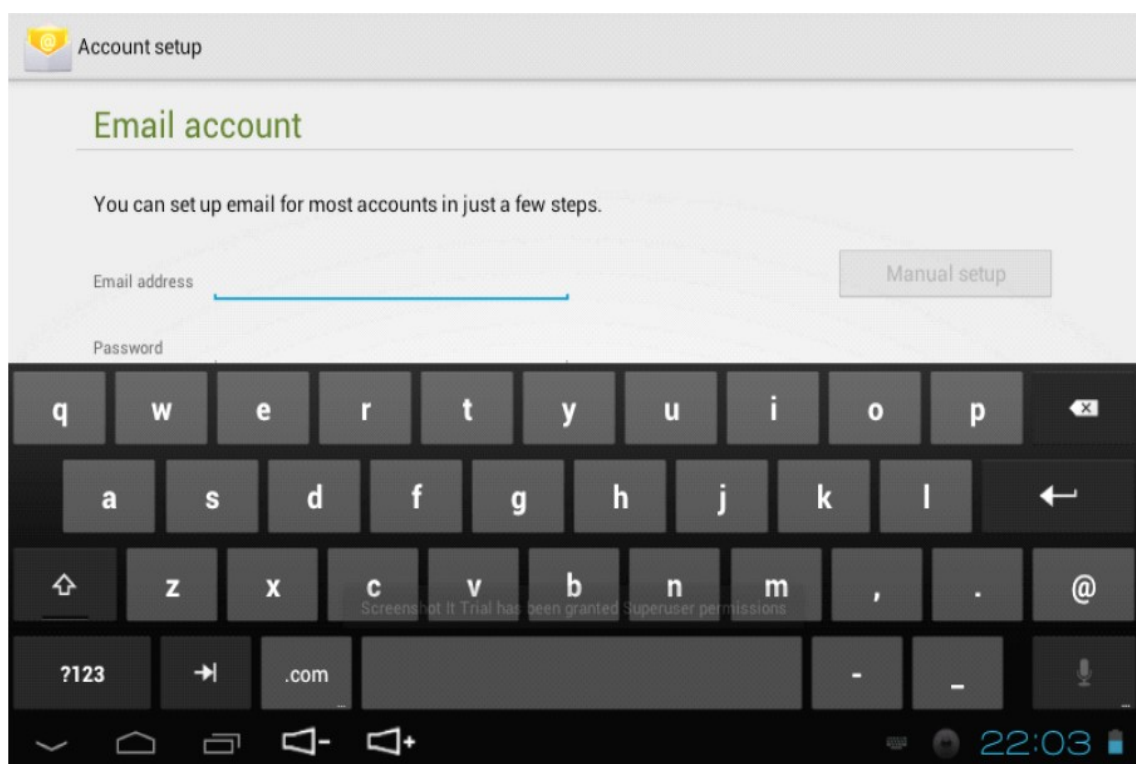 Account setup
Email account
You can set up email for most accounts in just a few steps.
Email address
Manual setup
Password
q w e r t y u i o p
a s d f g h j k l
z x c v b n m , . @
Screenshot It Trial has been granted Superuser permissions
?123 .com - _
22:03